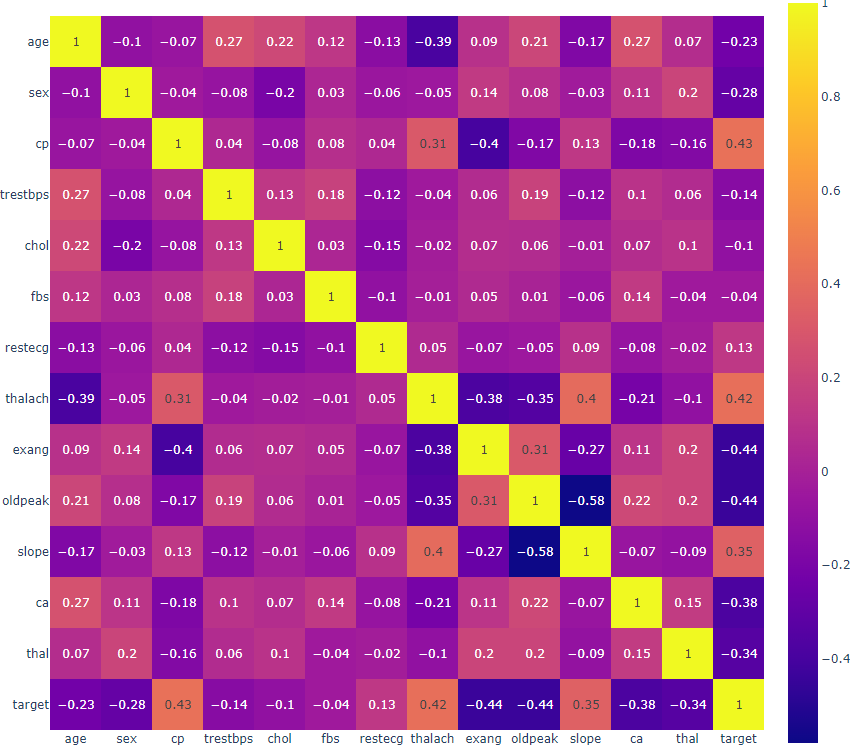 age 1 −0.1 −0.07 0.27 0.22 0.12 −0.13 −0.39 0.09 0.21 −0.17 0.27 0.07 −0.23
sex −0.1 1 −0.04 −0.08 −0.2 0.03 −0.06 −0.05 0.14 0.08 −0.03 0.11 0.2 −0.28
cp −0.07 −0.04 1 0.04 −0.08 0.08 0.04 0.31 −0.4 −0.17 0.13 −0.18 −0.16 0.43
trestbps 0.27 −0.08 0.04 1 0.13 0.18 −0.12 −0.04 0.06 0.19 −0.12 0.1 0.06 −0.14
chol 0.22 −0.2 −0.08 0.13 1 0.03 −0.15 −0.02 0.07 0.06 −0.01 0.07 0.1 −0.1
fbs 0.12 0.03 0.08 0.18 0.03 1 −0.1 −0.01 0.05 0.01 −0.06 0.14 −0.04 −0.04
restecg −0.13 −0.06 0.04 −0.12 −0.15 −0.1 1 0.05 −0.07 −0.05 0.09 −0.08 −0.02 0.13
thalach −0.39 −0.05 0.31 −0.04 −0.02 −0.01 0.05 1 −0.38 −0.35 0.4 −0.21 −0.1 0.42
exang 0.09 0.14 −0.4 0.06 0.07 0.05 −0.07 −0.38 1 0.31 −0.27 0.11 0.2 −0.44
oldpeak 0.21 0.08 −0.17 0.19 0.06 0.01 −0.05 −0.35 0.31 1 −0.58 0.22 0.2 −0.44
slope −0.17 −0.03 0.13 −0.12 −0.01 −0.06 0.09 0.4 −0.27 −0.58 1 −0.07 −0.09 0.35
ca 0.27 0.11 −0.18 0.1 0.07 0.14 −0.08 −0.21 0.11 0.22 −0.07 1 0.15 −0.38
thal 0.07 0.2 −0.16 0.06 0.1 −0.04 −0.02 −0.1 0.2 0.2 −0.09 0.15 1 −0.34
target −0.23 −0.28 0.43 −0.14 −0.1 −0.04 0.13 0.42 −0.44 −0.44 0.35 −0.38 −0.34 1
age sex cp trestbps chol fbs restecg thalach exang oldpeak slope ca thal target
1
0.8
0.6
0.4
0.2
0
−0.2
−0.4